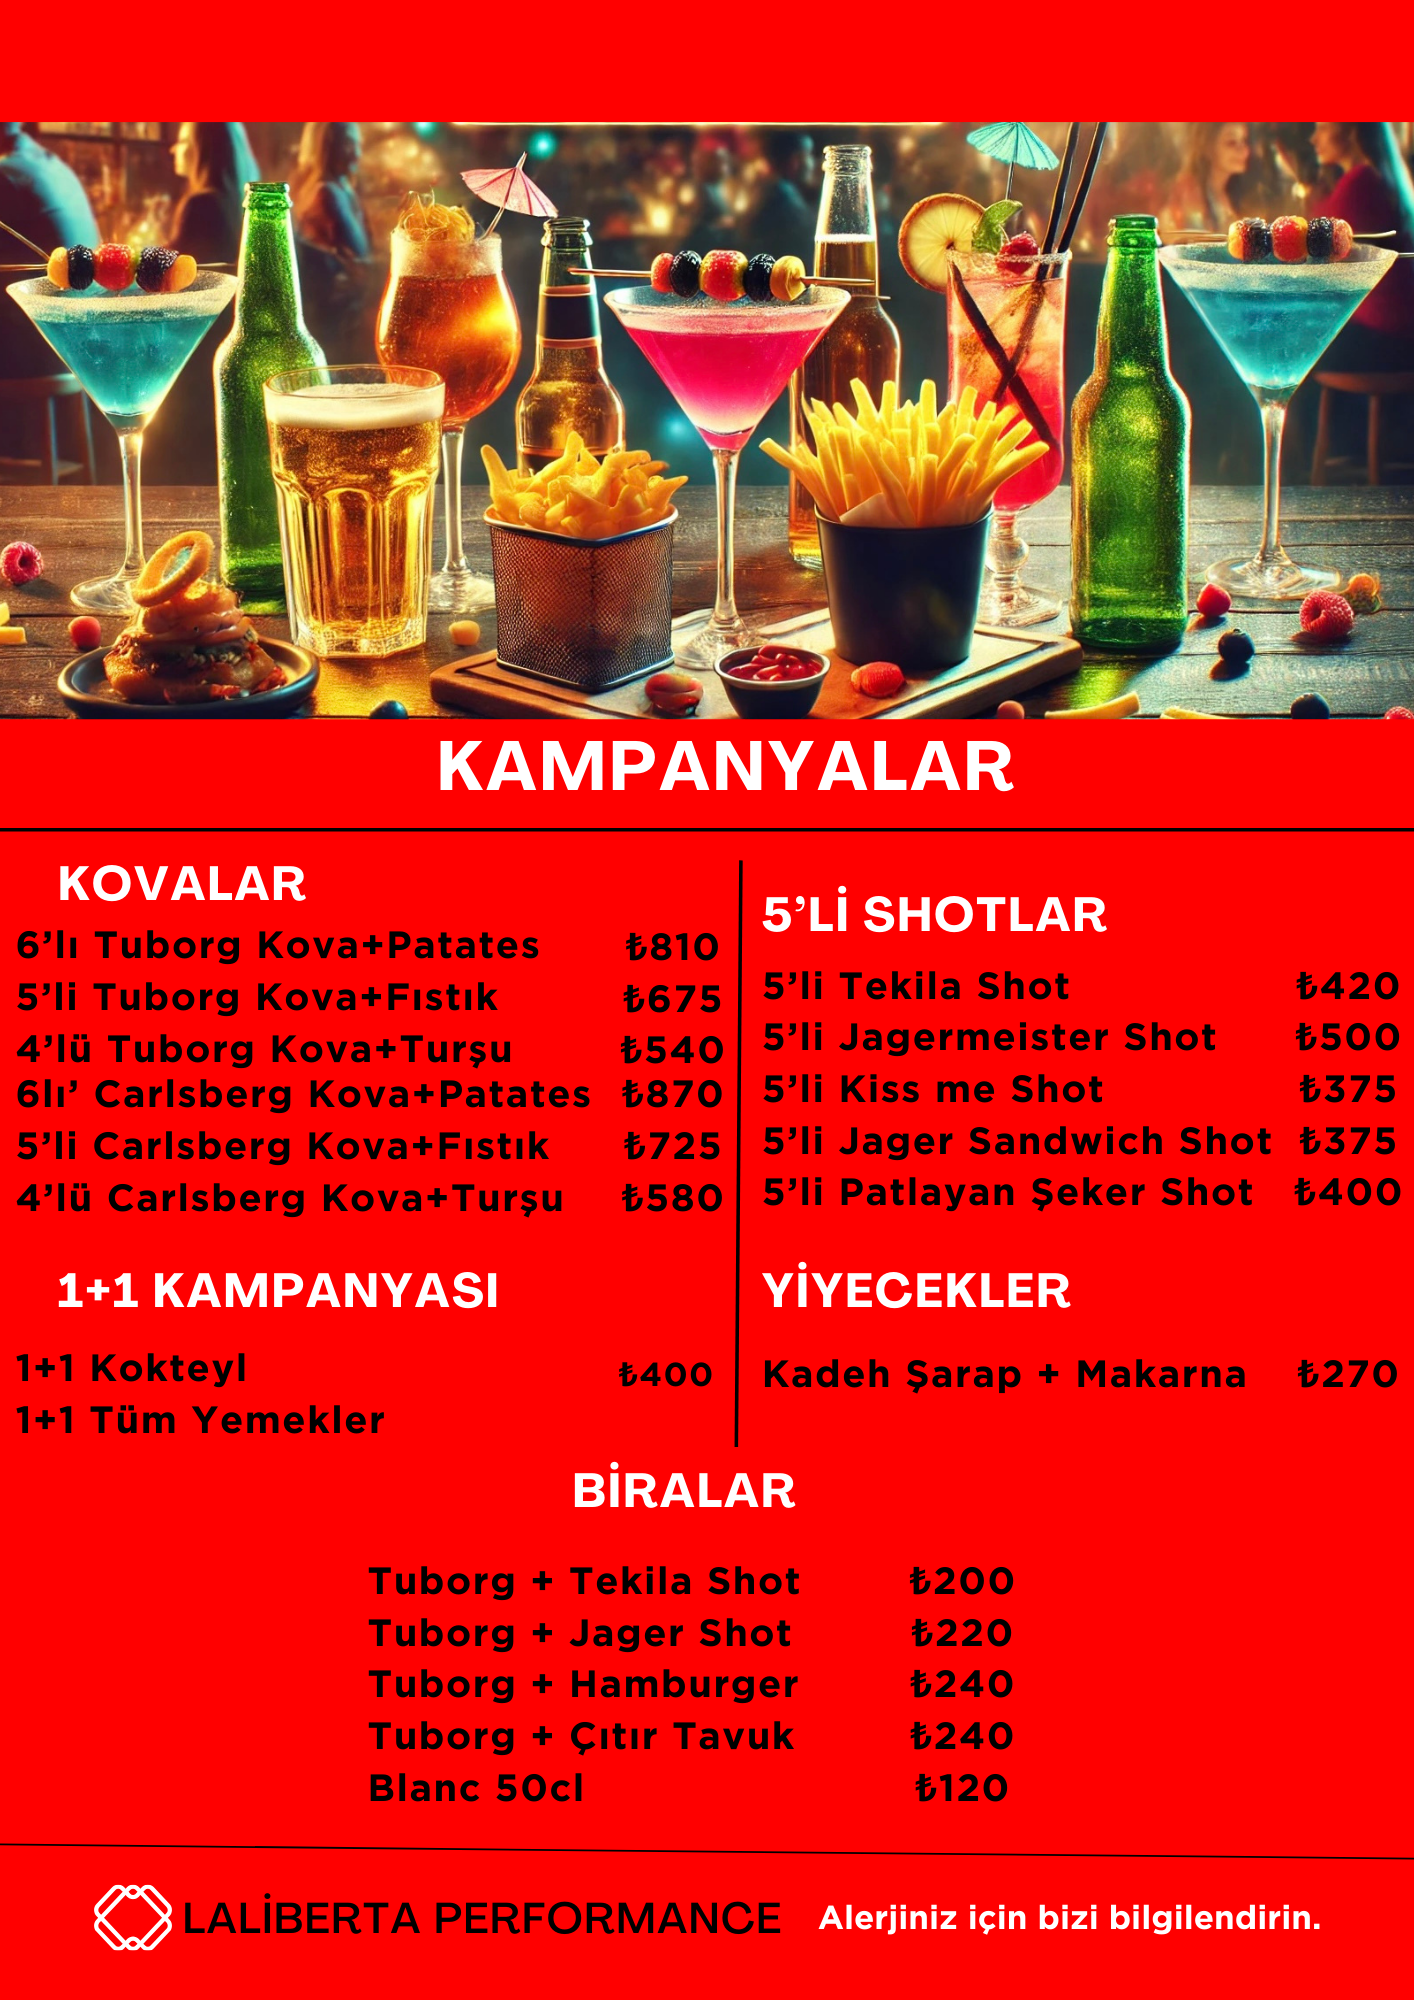 KAMPANYALAR
KOVALAR
6’lı Tuborg Kova+Patates ₺810
5’li Tuborg Kova+Fıstık ₺675
4’lü Tuborg Kova+Turşu ₺540
6lı’ Carlsberg Kova+Patates ₺870
5’li Carlsberg Kova+Fıstık ₺725
4’lü Carlsberg Kova+Turşu ₺580
1+1 KAMPANYASI
1+1 Kokteyl ₺400
1+1 Tüm Yemekler
5’Lİ SHOTLAR
5’li Tekila Shot ₺420
5’li Jagermeister Shot ₺500
5’li Kiss me Shot ₺375
5’li Jager Sandwich Shot ₺375
5’li Patlayan Şeker Shot ₺400
YİYECEKLER
Kadeh Şarap + Makarna ₺270
BİRALAR
Tuborg + Tekila Shot ₺200
Tuborg + Jager Shot ₺220
Tuborg + Hamburger ₺240
Tuborg + Çıtır Tavuk ₺240
Blanc 50cl ₺120
LALİBERTA PERFORMANCE
Alerjiniz için bizi bilgilendirin.